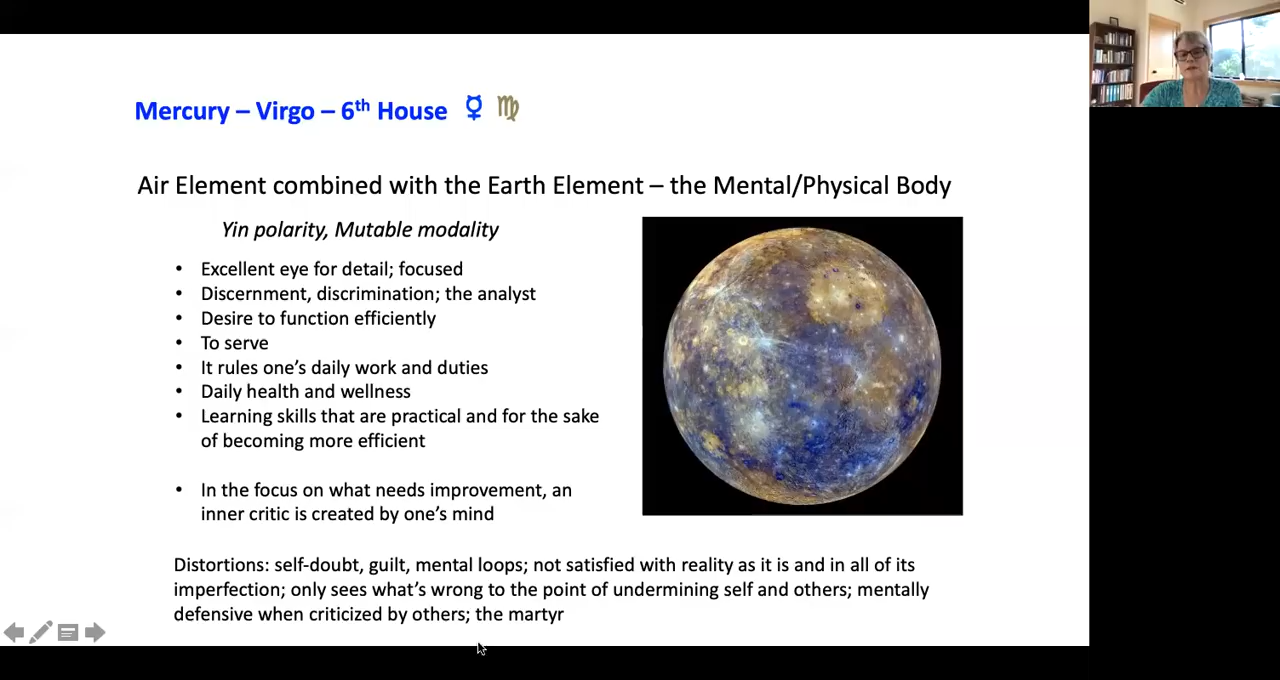 Mercury – Virgo – 6th House ☿ ♍
Air Element combined with the Earth Element – the Mental/Physical Body
Yin polarity, Mutable modality
• Excellent eye for detail; focused
• Discernment, discrimination; the analyst
• Desire to function efficiently
• To serve
• It rules one’s daily work and duties
• Daily health and wellness
• Learning skills that are practical and for the sake
of becoming more efficient
• In the focus on what needs improvement, an
inner critic is created by one’s mind
Distortions: self-doubt, guilt, mental loops; not satisfied with reality as it is and in all of its
imperfection; only sees what’s wrong to the point of undermining self and others; mentally
defensive when criticized by others; the martyr